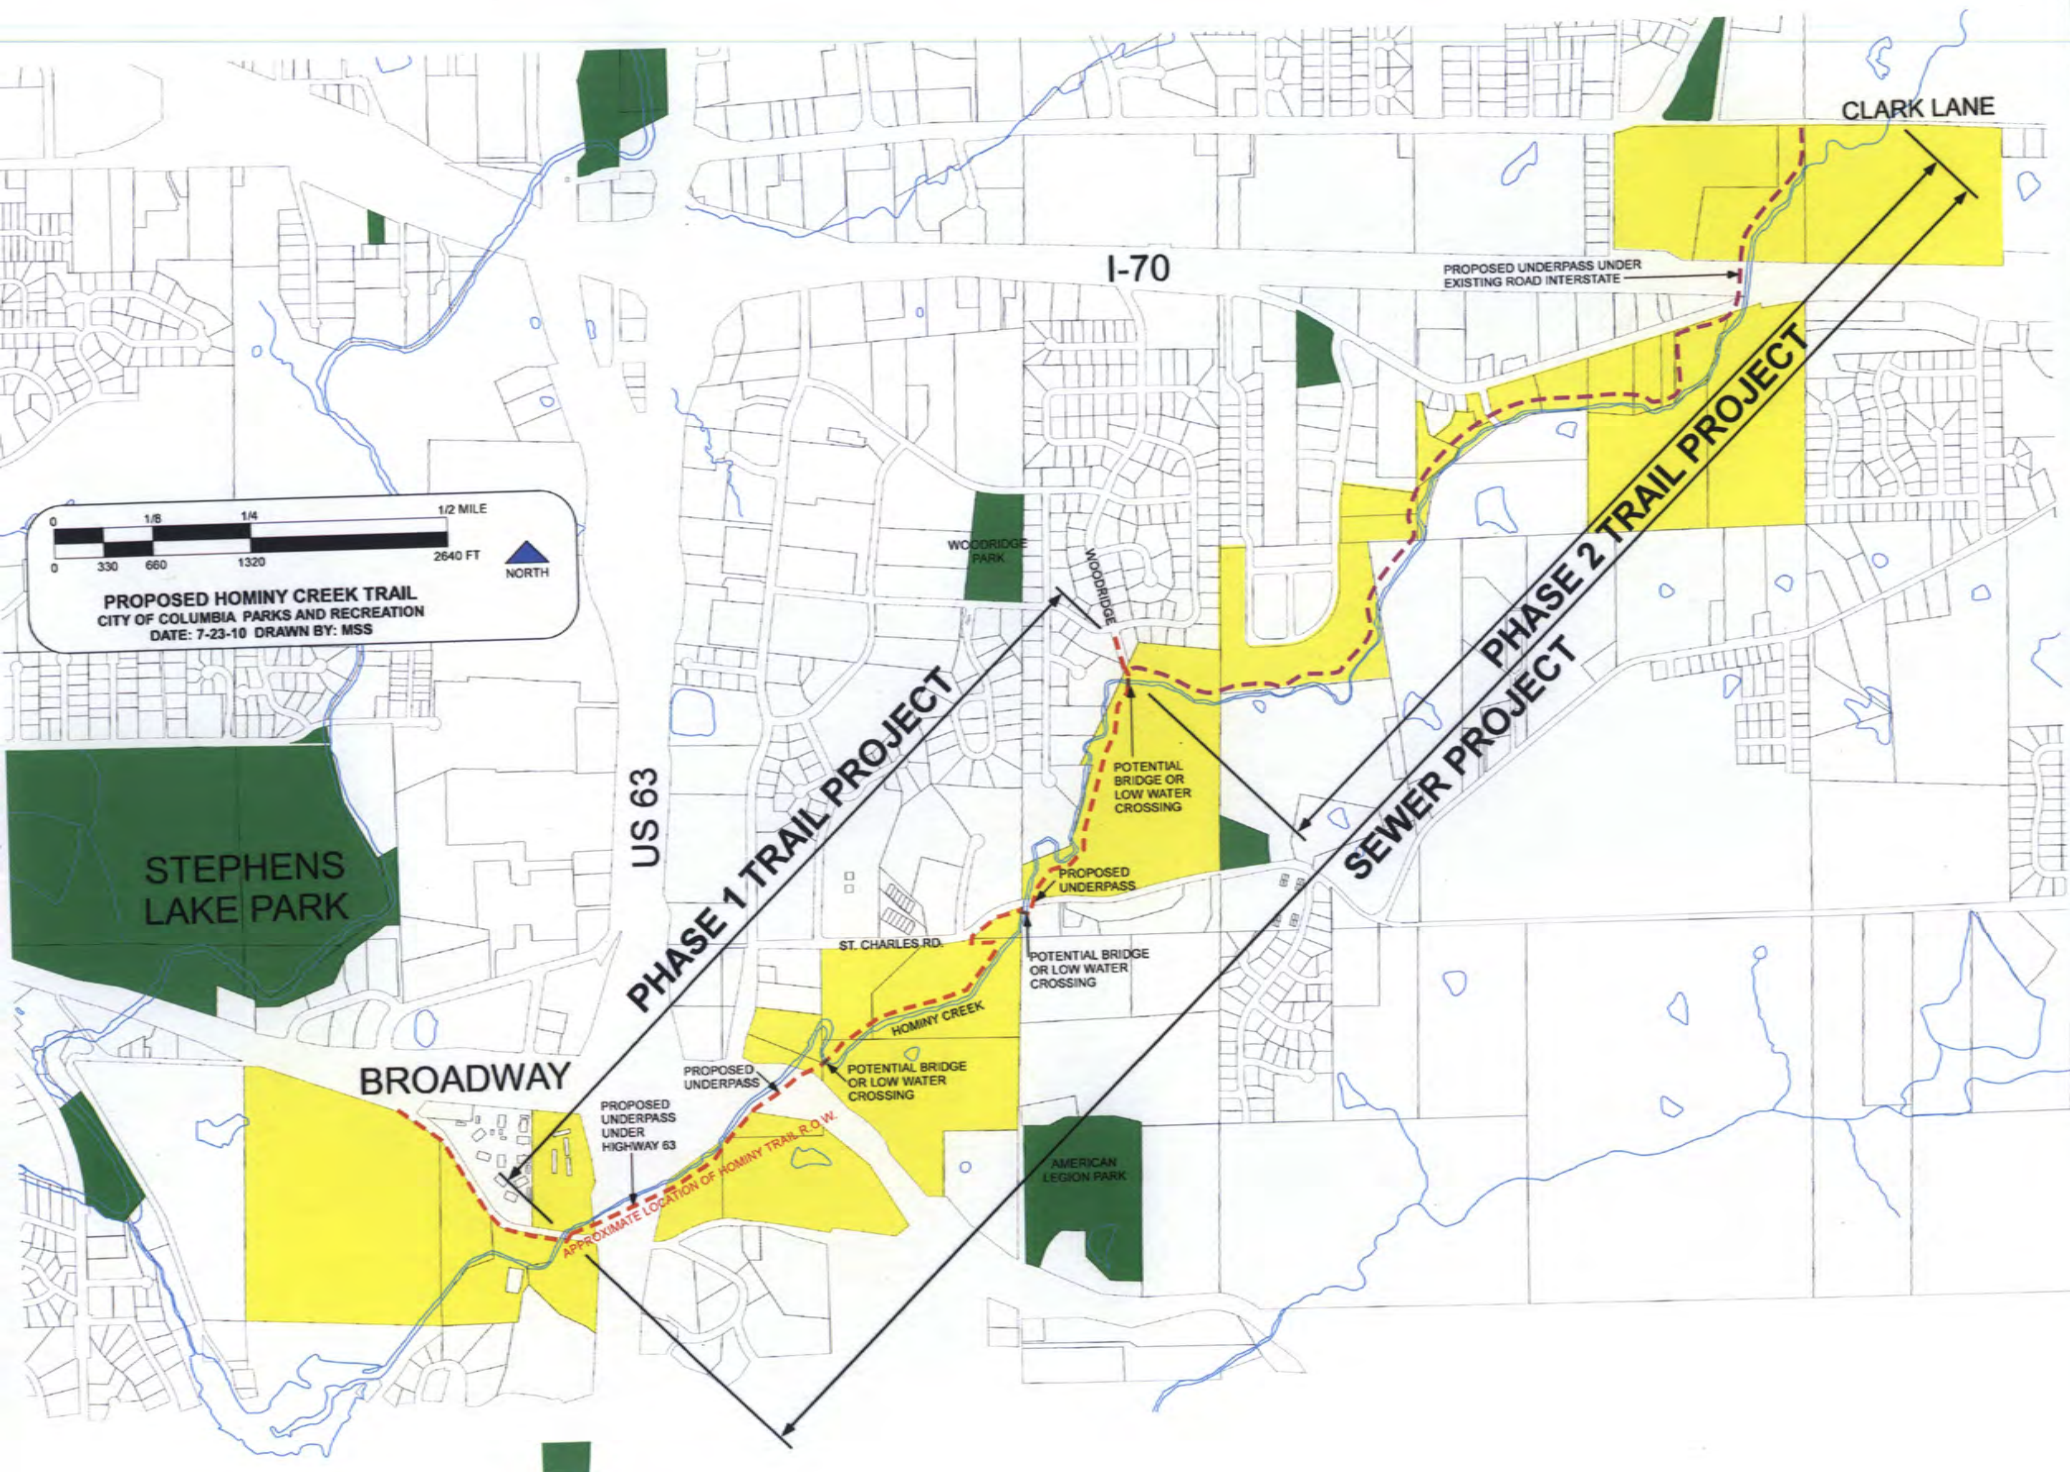 CLARK LANE
I-70
PROPOSED UNDERPASS UNDER
EXISTING ROAD INTERSTATE
0 1/8 1/4 1/2 MILE
0 330 660 1320 2640 FT
NORTH
PROPOSED HOMINY CREEK TRAIL
CITY OF COLUMBIA PARKS AND RECREATION
DATE: 7-23-10 DRAWN BY: MSS
WOODRIDGE
PARK
WOODRIDGE
PHASE 2 TRAIL PROJECT
SEWER PROJECT
PHASE 1 TRAIL PROJECT
US 63
POTENTIAL
BRIDGE OR
LOW WATER
CROSSING
STEPHENS
LAKE PARK
PROPOSED
UNDERPASS
ST. CHARLES RD.
POTENTIAL BRIDGE
OR LOW WATER
CROSSING
HOMINY CREEK
BROADWAY
PROPOSED
UNDERPASS
POTENTIAL BRIDGE
OR LOW WATER
CROSSING
PROPOSED
UNDERPASS
UNDER
HIGHWAY 63
APPROXIMATE LOCATION OF HOMINY TRAIL R.O.W.
AMERICAN
LEGION PARK